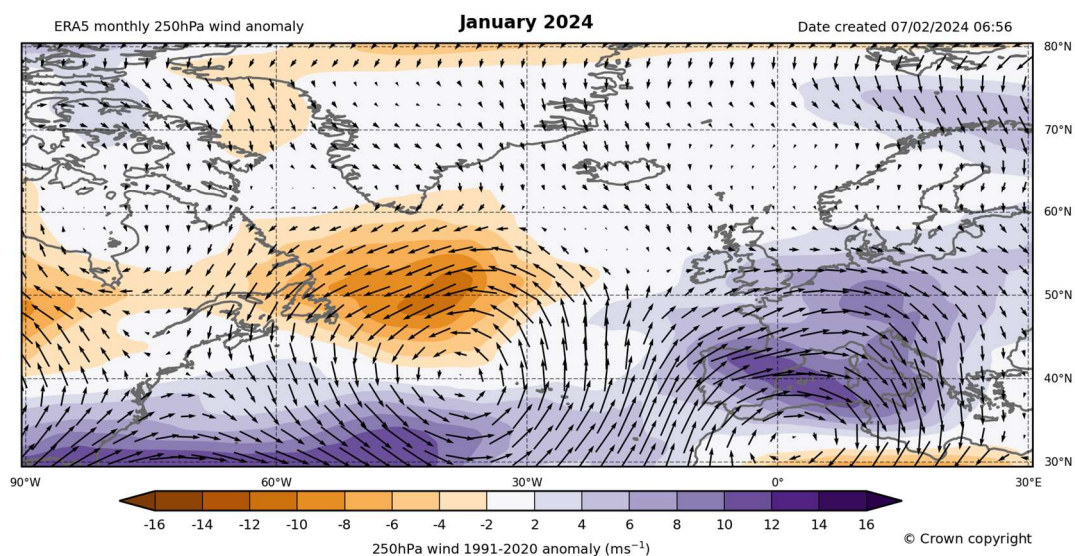 January 2024
ERA5 monthly 250hPa wind anomaly
Date created 07/02/2024 06:56
80°N
70°N
60°N
50°N
40°N
30°N
90°W 60°W 30°W 0° 30°E
-16 -14 -12 -10 -8 -6 -4 -2 2 4 6 8 10 12 14 16
250hPa wind 1991-2020 anomaly (ms⁻¹)
© Crown copyright